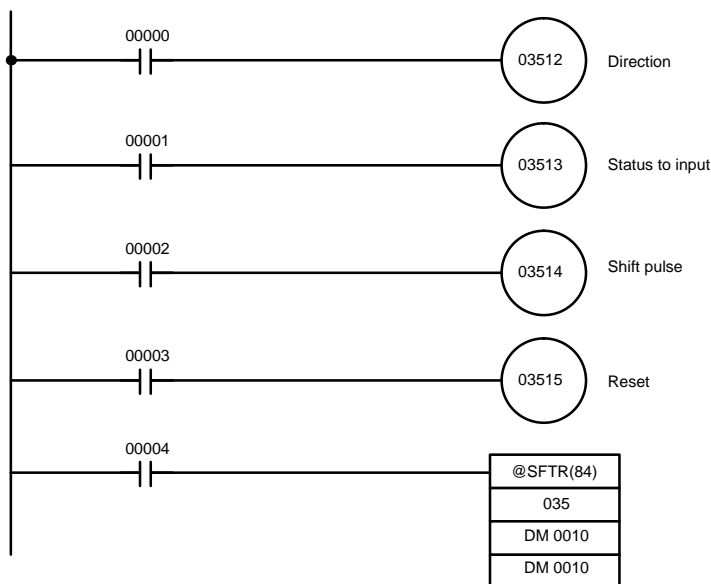 00000
03512 Direction
00001
03513 Status to input
00002
03514 Shift pulse
00003
03515 Reset
00004
@SFTR(84)
035
DM 0010
DM 0010